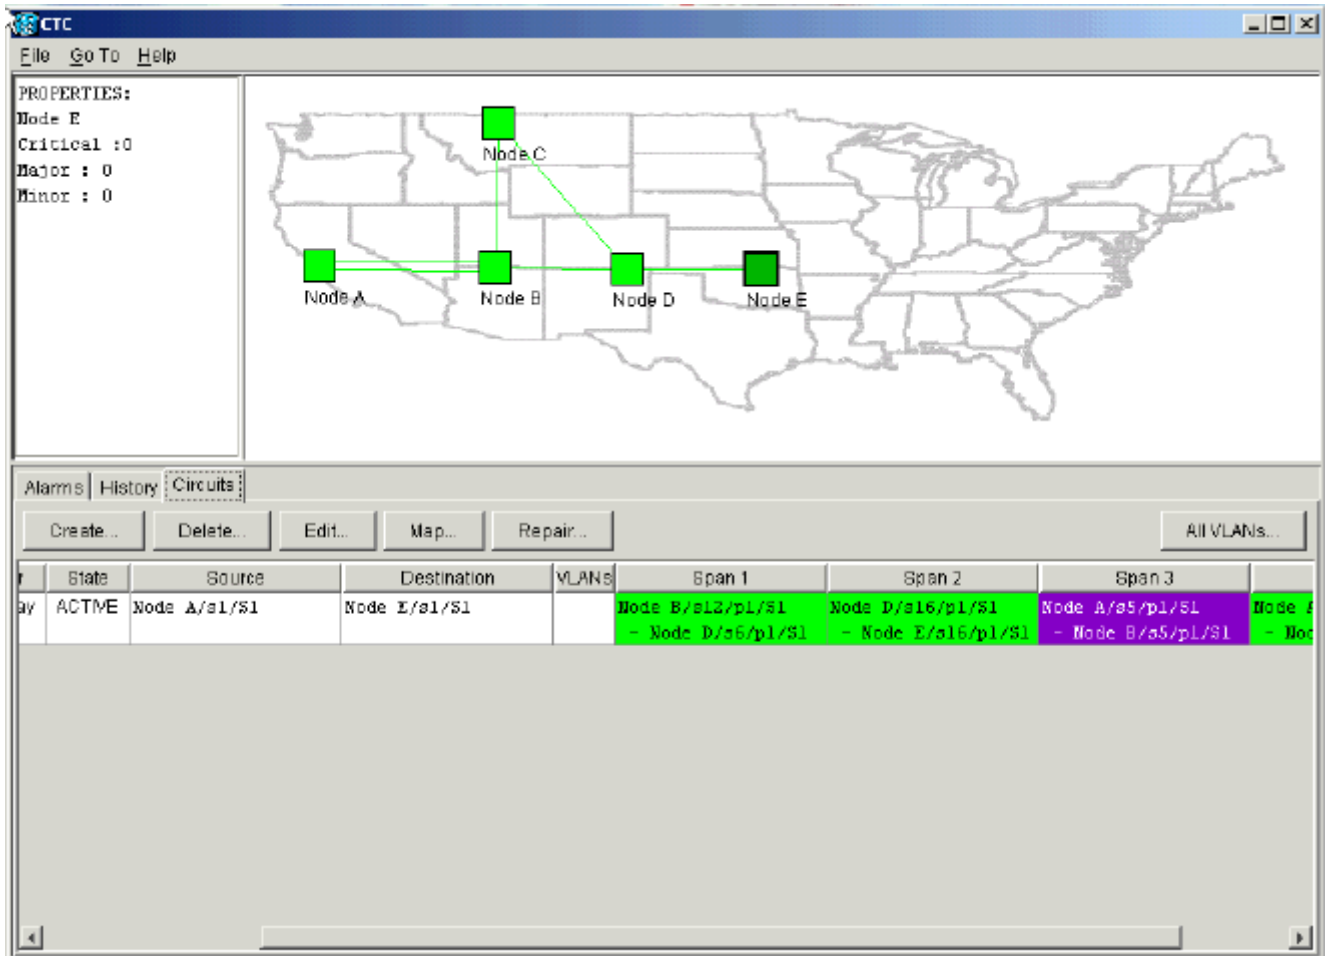 CTC
File Go To Help
PROPERTIES:
Node E
Critical :0
Major : 0
Minor : 0
Node C
Node A
Node B
Node D
Node E
Alarms History Circuits
Create... Delete... Edit... Map... Repair... All VLANs...
r State Source Destination VLANs Span 1 Span 2 Span 3
ay ACTIVE Node A/s1/S1 Node E/s1/S1 Node B/s12/p1/S1 Node D/s16/p1/S1 Node A/s5/p1/S1 Node
- Node D/s6/p1/S1 - Node E/s16/p1/S1 - Node B/s5/p1/S1 - Noc